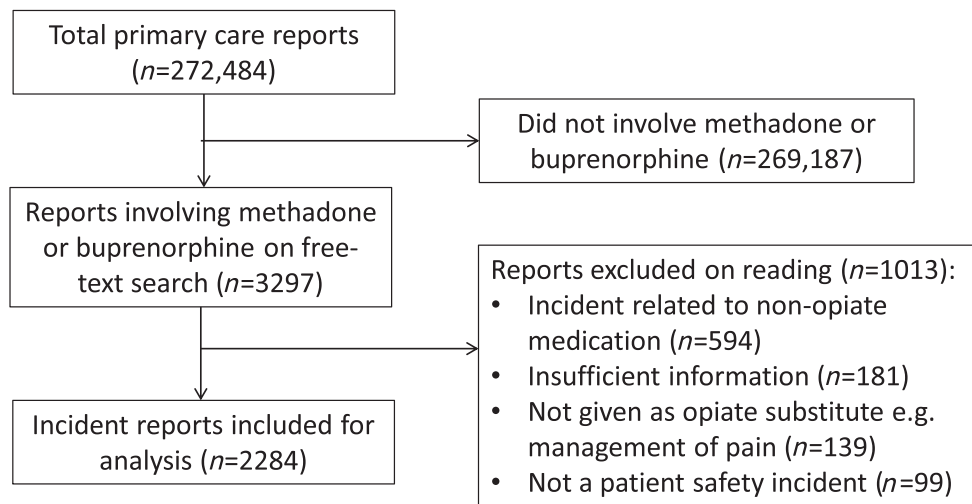 Total primary care reports
(n=272,484)
Did not involve methadone or
buprenorphine (n=269,187)
Reports involving methadone
or buprenorphine on free-
text search (n=3297)
Reports excluded on reading (n=1013):
• Incident related to non-opiate
medication (n=594)
• Insufficient information (n=181)
• Not given as opiate substitute e.g.
management of pain (n=139)
• Not a patient safety incident (n=99)
Incident reports included for
analysis (n=2284)